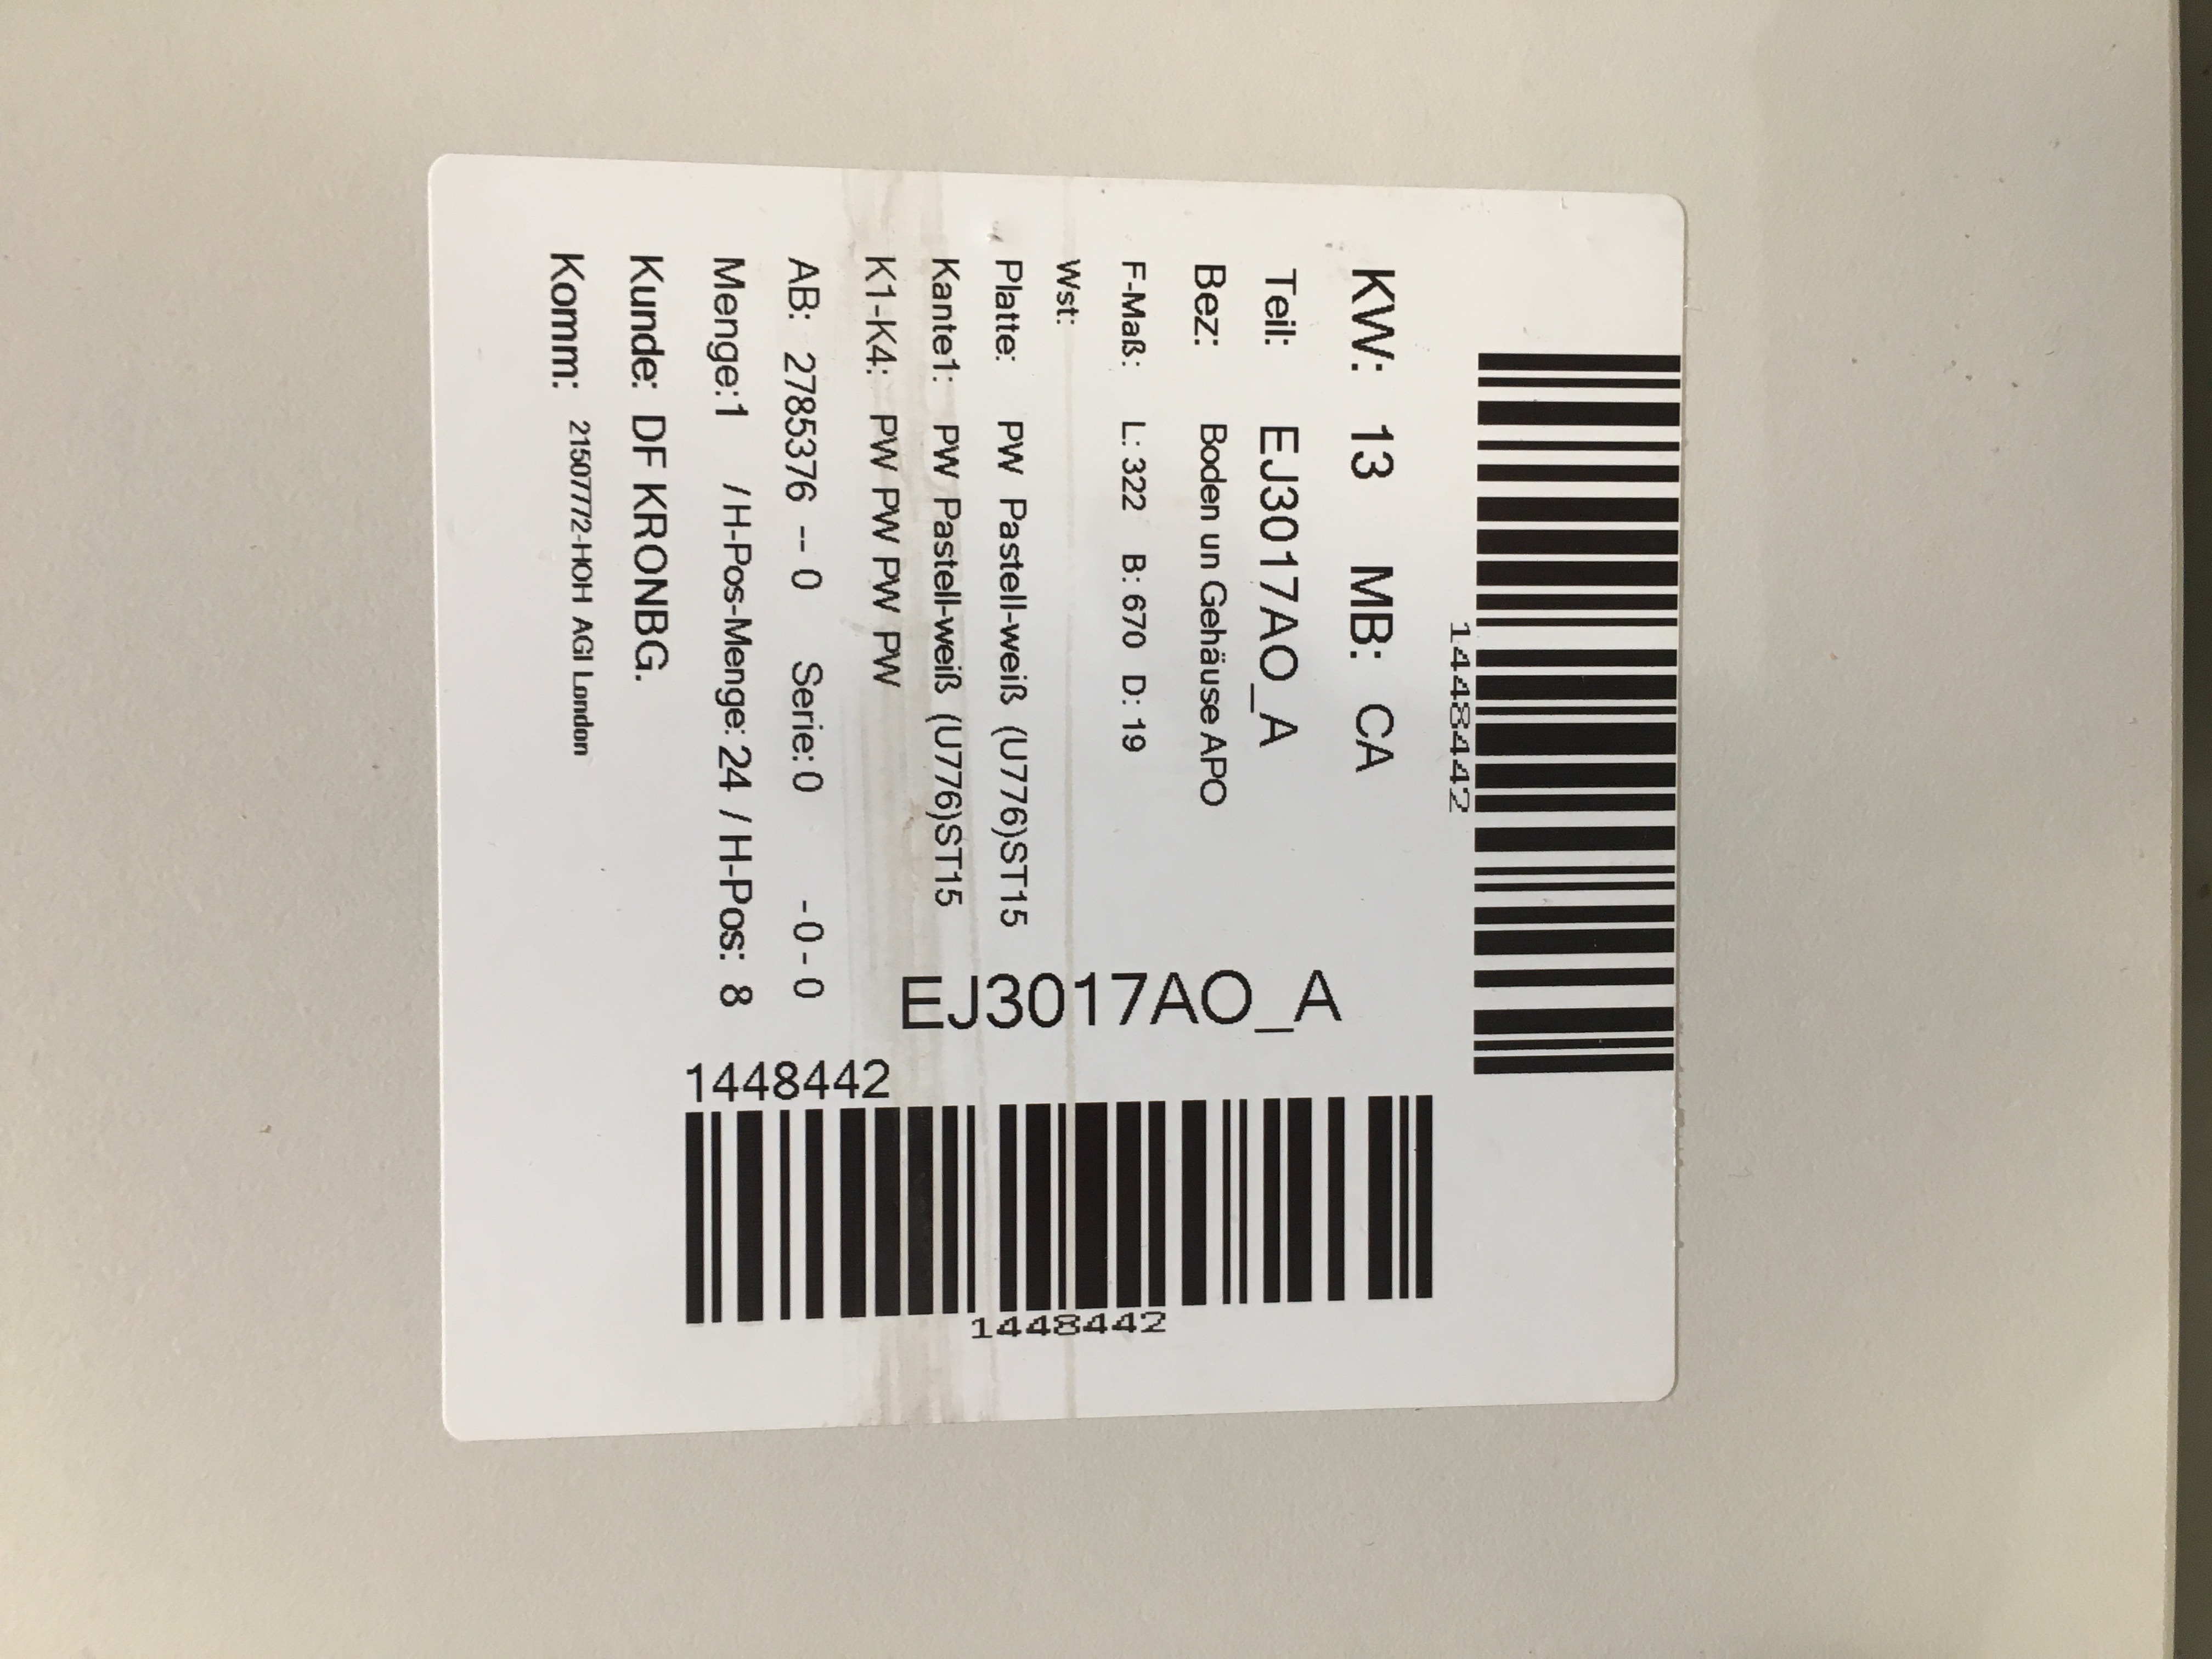 1448442
KW: 13 MB: CA
Teil: EJ3017AO_A
Bez: Boden un Gehäuse APO
F-Maß: L: 322 B: 670 D: 19
Wst:
Platte: PW Pastell-weiß (U776)ST15
Kante1: PW Pastell-weiß (U776)ST15
K1-K4: PW PW PW PW
AB: 2785376 -- 0 Serie: 0 - 0 - 0
Menge:1 / H-Pos-Menge: 24 / H-Pos: 8
Kunde: DF KRONBG.
Komm: 21507772-HOH AGI London
EJ3017AO_A
1448442
1448442